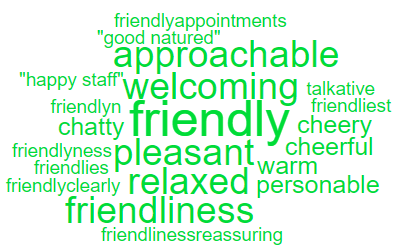 friendlyappointments
"good natured"
approachable
"happy staff" welcoming talkative
friendlyn friendly friendliest
chatty cheery
friendlyness pleasant cheerful
friendlies warm
friendlyclearly relaxed personable
friendliness
friendlinessreassuring